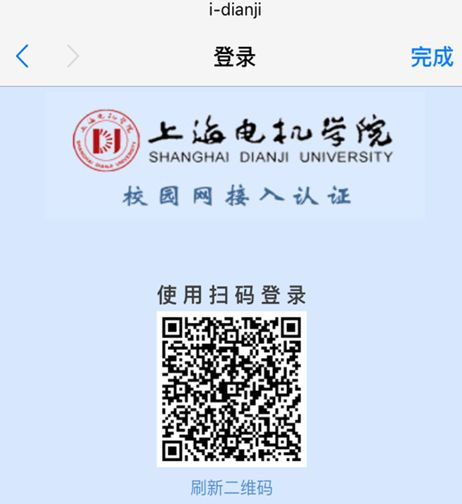 i-dianji
登录
完成
上海电机学院
SHANGHAI DIANJI UNIVERSITY
校园网接入认证
使用扫码登录
刷新二维码